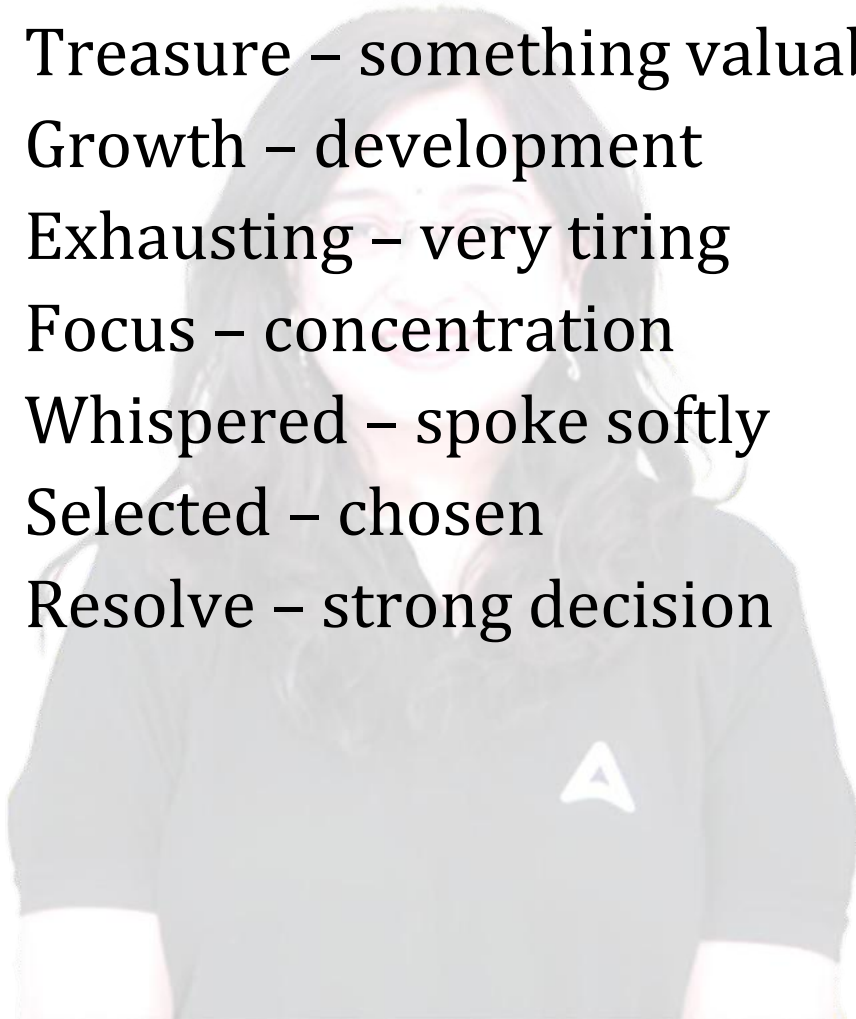 Treasure – something
Growth – development
Exhausting – very tiring
Focus – concentration
Whispered – spoke softly
Selected – chosen
Resolve – strong decision